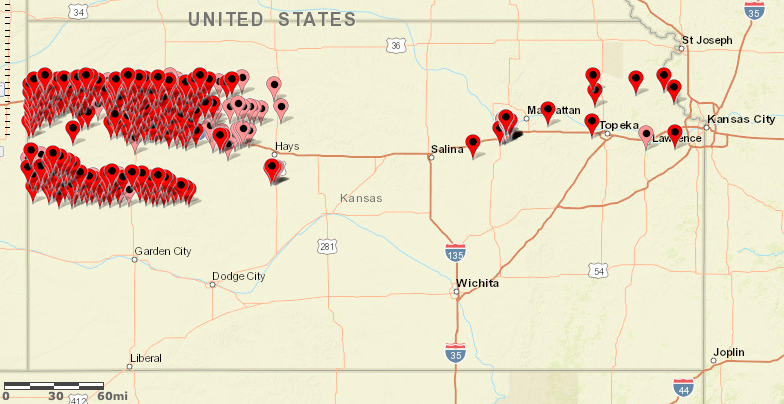 34
UNITED STATES
35
36
St Joseph
Manhattan
Topeka
Kansas City
Lawrence
Hays
Salina
Kansas
281
135
Garden City
54
Dodge City
Wichita
35
Liberal
Joplin
44
0 30 60mi
412